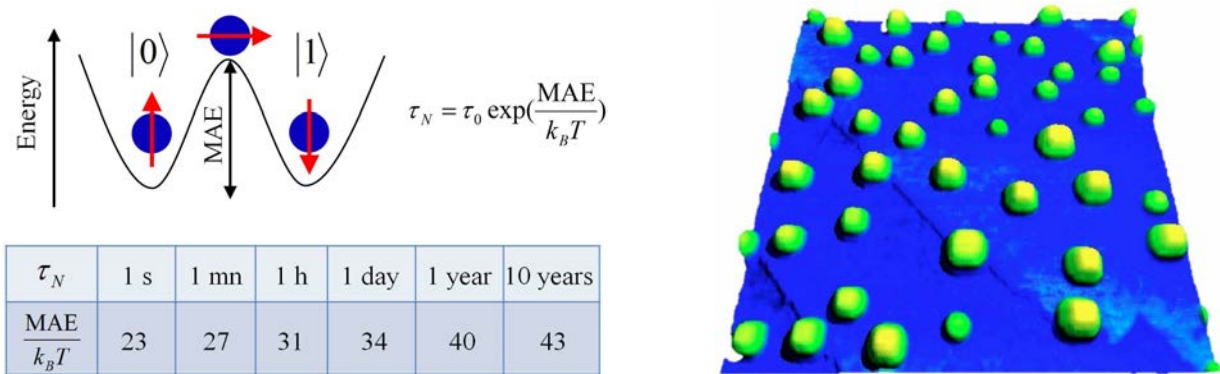 Energy
|0⟩
|1⟩
MAE
τ_N = τ_0 exp(MAE/k_BT)
τ_N 1 s 1 mn 1 h 1 day 1 year 10 years
MAE/k_BT 23 27 31 34 40 43